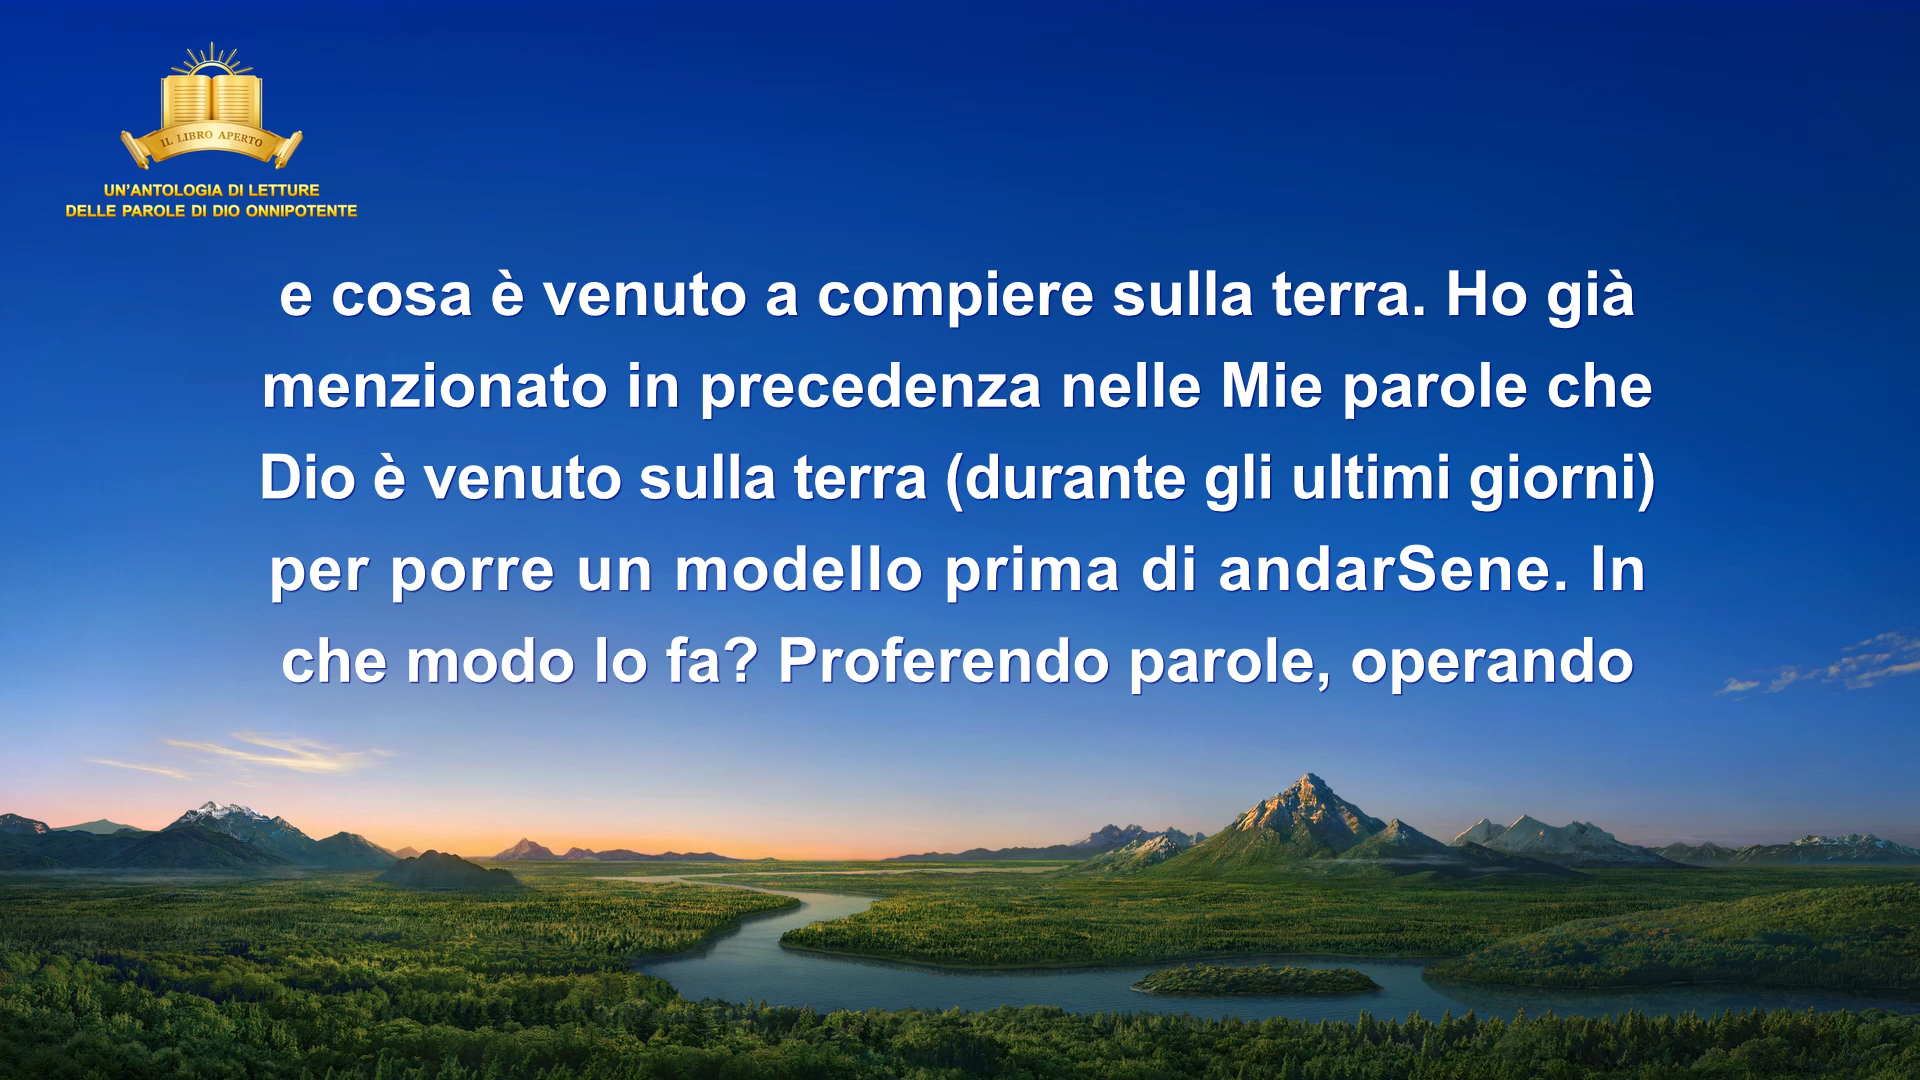 IL LIBRO APERTO
UN’ANTOLOGIA DI LETTURE
DELLE PAROLE DI DIO ONNIPOTENTE
e cosa è venuto a compiere sulla terra. Ho già
menzionato in precedenza nelle Mie parole che
Dio è venuto sulla terra (durante gli ultimi giorni)
per porre un modello prima di andarSene. In
che modo lo fa? Proferendo parole, operando